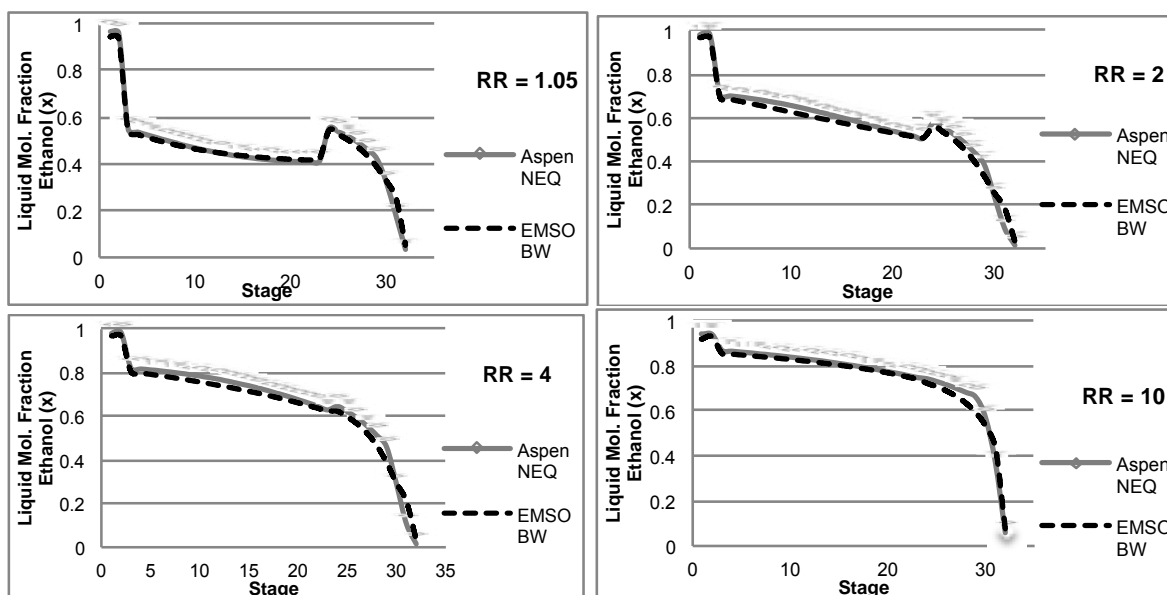 Liquid Mol. Fraction
Ethanol (x)
1
0.8
0.6
0.4
0.2
0
0
10
20
30
Stage
RR = 1.05
Aspen
NEQ
EMSO
BW
Liquid Mol. Fraction
Ethanol (x)
1
0.8
0.6
0.4
0.2
0
0
10
20
30
Stage
RR = 2
Aspen
NEQ
EMSO
BW
Liquid Mol. Fraction
Ethanol (x)
1
0.8
0.6
0.4
0.2
0
0
5
10
15
20
25
30
35
Stage
RR = 4
Aspen
NEQ
EMSO
BW
Liquid Mol. Fraction
Ethanol (x)
1
0.8
0.6
0.4
0.2
0
0
10
20
30
Stage
RR = 10
Aspen
NEQ
EMSO
BW